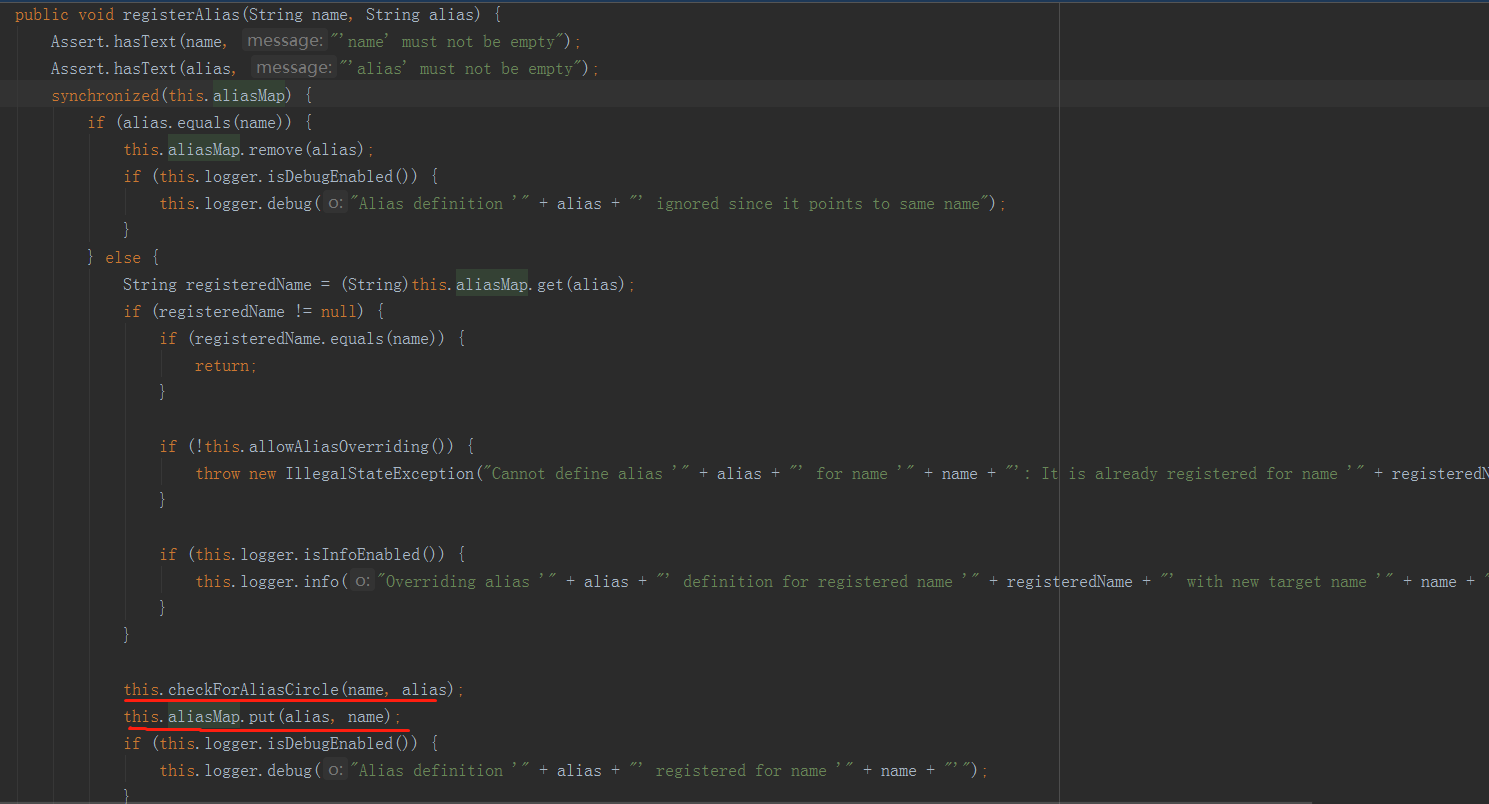 public void registerAlias(String name, String alias) {
Assert.hasText(name, message: "'name' must not be empty");
Assert.hasText(alias, message: "'alias' must not be empty");
synchronized(this.aliasMap) {
if (alias.equals(name)) {
this.aliasMap.remove(alias);
if (this.logger.isDebugEnabled()) {
this.logger.debug( o: "Alias definition '" + alias + "' ignored since it points to same name");
}
} else {
String registeredName = (String)this.aliasMap.get(alias);
if (registeredName != null) {
if (registeredName.equals(name)) {
return;
}
if (!this.allowAliasOverriding()) {
throw new IllegalStateException("Cannot define alias '" + alias + "' for name '" + name + "': It is already registered for name '" + registeredN
}
if (this.logger.isInfoEnabled()) {
this.logger.info( o: "Overriding alias '" + alias + "' definition for registered name '" + registeredName + "' with new target name '" + name + "
}
}
this.checkForAliasCircle(name, alias);
this.aliasMap.put(alias, name);
if (this.logger.isDebugEnabled()) {
this.logger.debug( o: "Alias definition '" + alias + "' registered for name '" + name + "'");
}